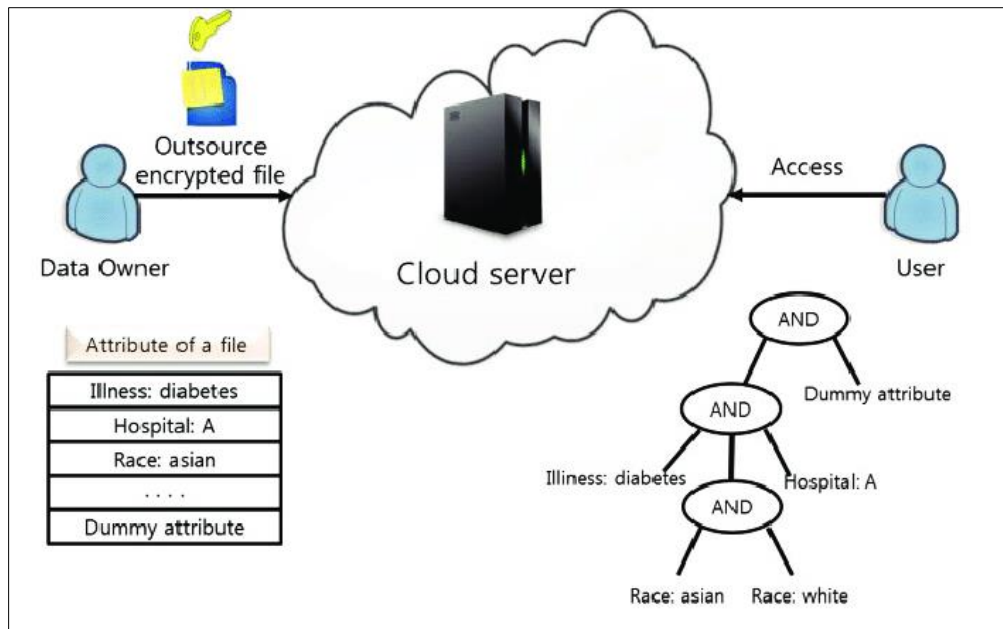 Outsource
encrypted file
Data Owner
Cloud server
Access
User
Attribute of a file
Illness: diabetes
Hospital: A
Race: asian
. . . .
Dummy attribute
AND
Dummy attribute
AND
Illiness: diabetes
Hospital: A
AND
Race: asian
Race: white